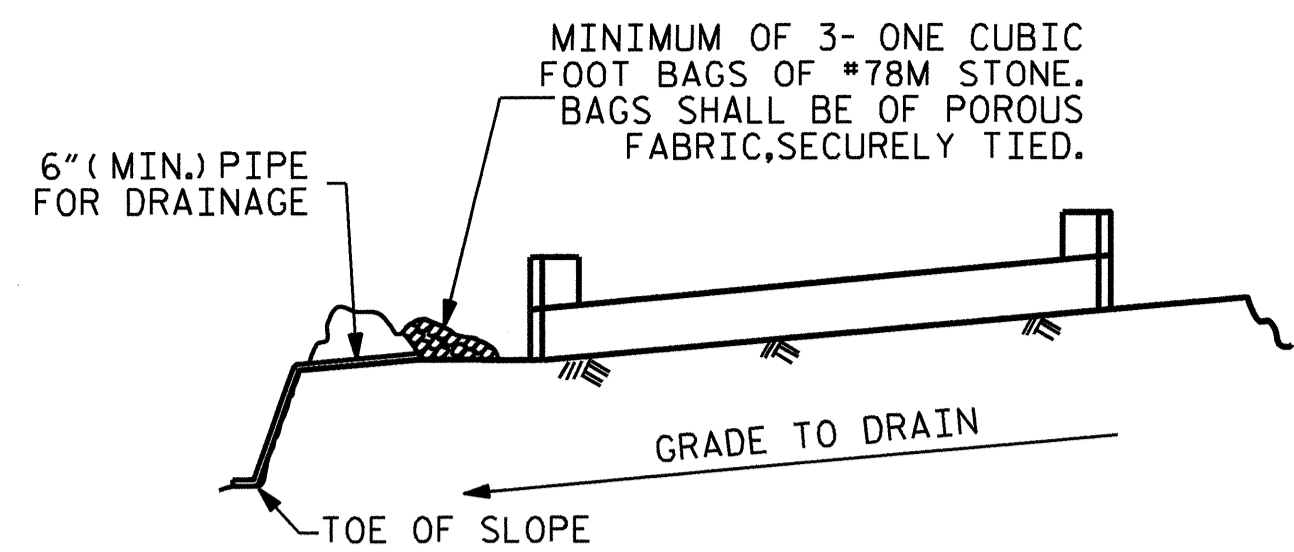 MINIMUM OF 3- ONE CUBIC
FOOT BAGS OF #78M STONE.
BAGS SHALL BE OF POROUS
FABRIC,SECURELY TIED.
6"(MIN.) PIPE
FOR DRAINAGE
GRADE TO DRAIN
TOE OF SLOPE